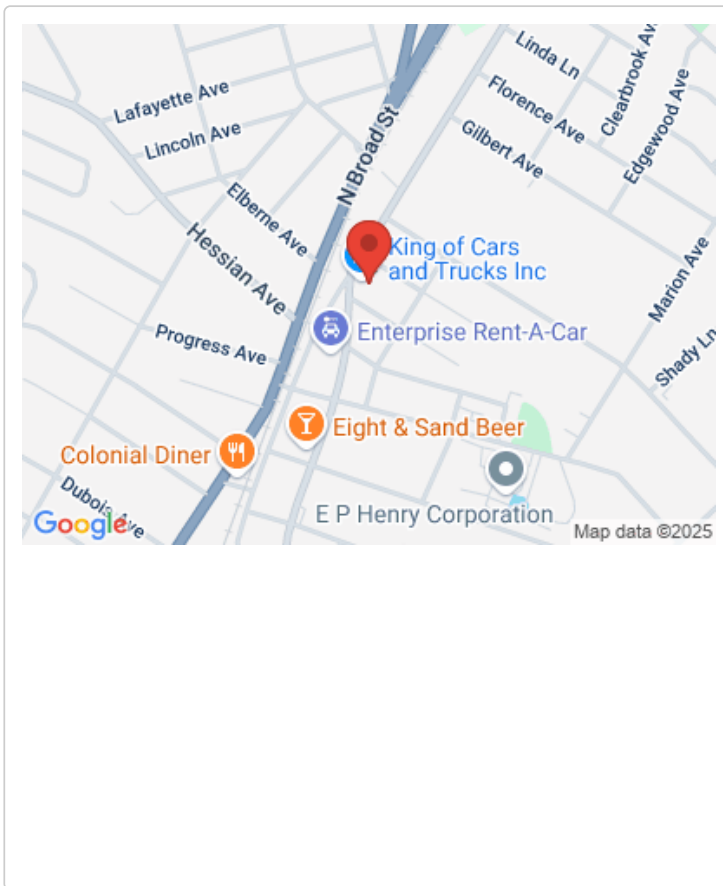 Linda Ln
Clearbrook Av
Lafayette Ave
Florence Ave
Lincoln Ave
Gilbert Ave
Edgewood Ave
N Broad St
Elberne Ave
Hessian Ave
King of Cars
and Trucks Inc
Marion Ave
Enterprise Rent-A-Car
Progress Ave
Shady Ln
Eight & Sand Beer
Colonial Diner
Dubois Ave
E P Henry Corporation
Google
Map data ©2025